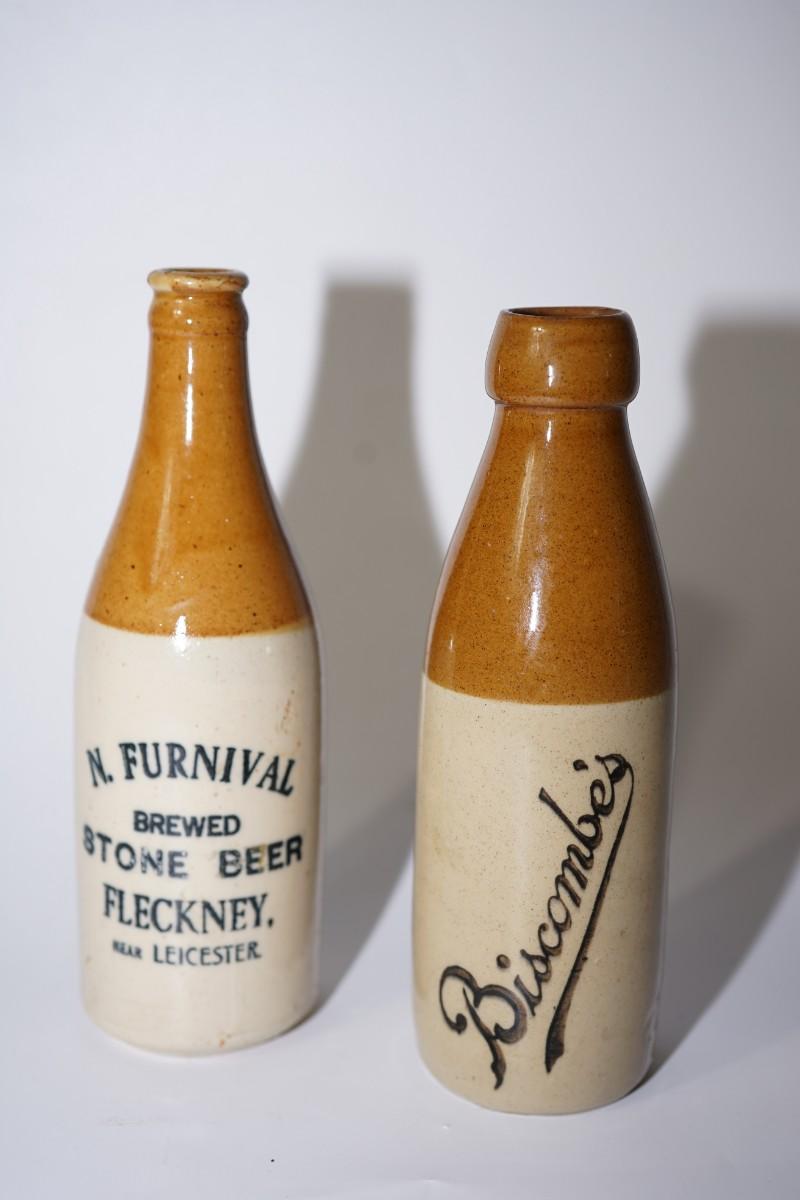 N. FURNIVAL
BREWED
STONE BEER
FLECKNEY,
NEAR LEICESTER.
Biscombe's